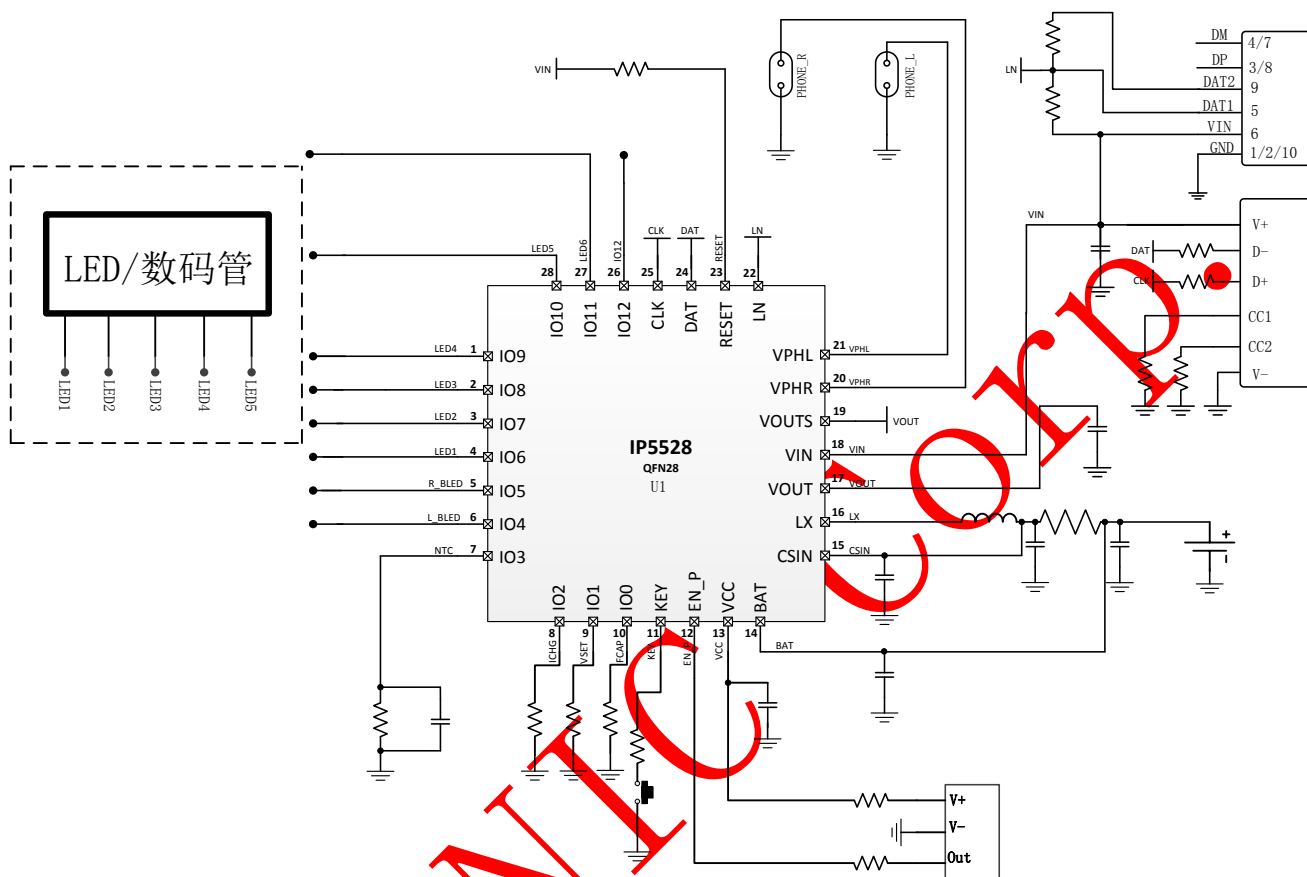 VIN
PHONE_R
PHONE_L
LN
DM
4/7
DP
3/8
DAT2
9
DAT1
5
VIN
6
GND
1/2/10
VIN
V+
DAT
D-
CLK
D+
CC1
CC2
V-
LED/数码管
LED1
LED2
LED3
LED4
LED5
LED5
28
IO10
LED6
27
IO11
IO12
26
IO12
CLK
25
CLK
DAT
24
DAT
RESET
23
RESET
LN
22
LN
LED4
1
IO9
LED3
2
IO8
LED2
3
IO7
LED1
4
IO6
R_BLED
5
IO5
L_BLED
6
IO4
NTC
7
IO3
IP5528
QFN28
U1
VPHL
21
VPHL
VPHR
20
VPHR
VOUTS
19
VOUT
VIN
18
VIN
VOUT
17
VOUT
LX
16
LX
CSIN
15
CSIN
+
-
IO2
8
ICHG
IO1
9
VSET
IO0
10
FCAP
KEY
11
KEY
EN_P
12
EN_P
VCC
13
VCC
BAT
14
BAT
V+
V-
Out
Corp.